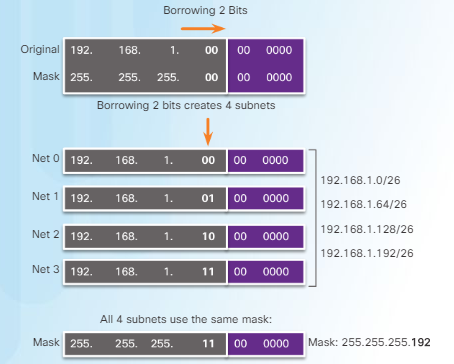 Borrowing 2 Bits
Original 192. 168. 1. 00 00 0000
Mask 255. 255. 255. 00 00 0000
Borrowing 2 bits creates 4 subnets
Net 0 192. 168. 1. 00 00 0000
Net 1 192. 168. 1. 01 00 0000
Net 2 192. 168. 1. 10 00 0000
Net 3 192. 168. 1. 11 00 0000
192.168.1.0/26
192.168.1.64/26
192.168.1.128/26
192.168.1.192/26
All 4 subnets use the same mask:
Mask 255. 255. 255. 11 00 0000 Mask: 255.255.255.192